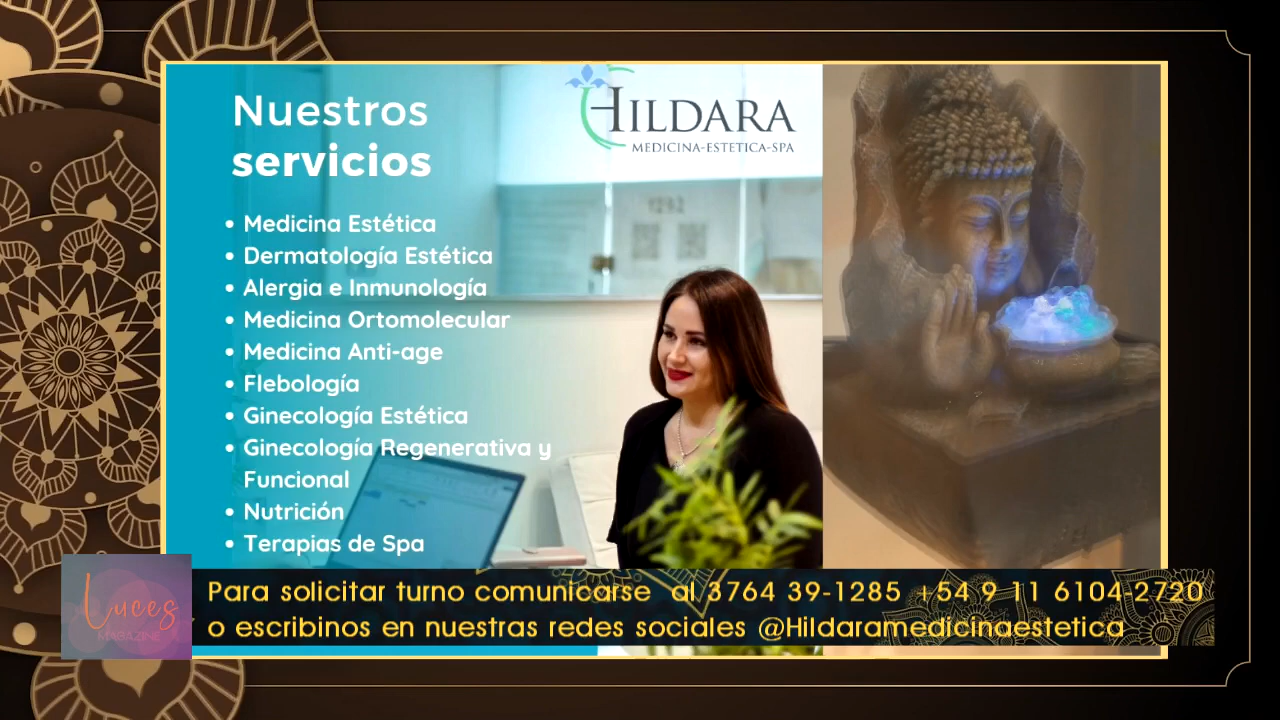 Nuestros
servicios
HILDARA
MEDICINA-ESTETICA-SPA
1292
• Medicina Estética
• Dermatología Estética
• Alergia e Inmunología
• Medicina Ortomolecular
• Medicina Anti-age
• Flebología
• Ginecología Estética
• Ginecología Regenerativa y
Funcional
• Nutrición
• Terapias de Spa
Luces
MAGAZINE
Para solicitar turno comunicarse al 3764 39-1285 +54 9 11 6104-2720
o escribinos en nuestras redes sociales @Hildaramedicinaestetica